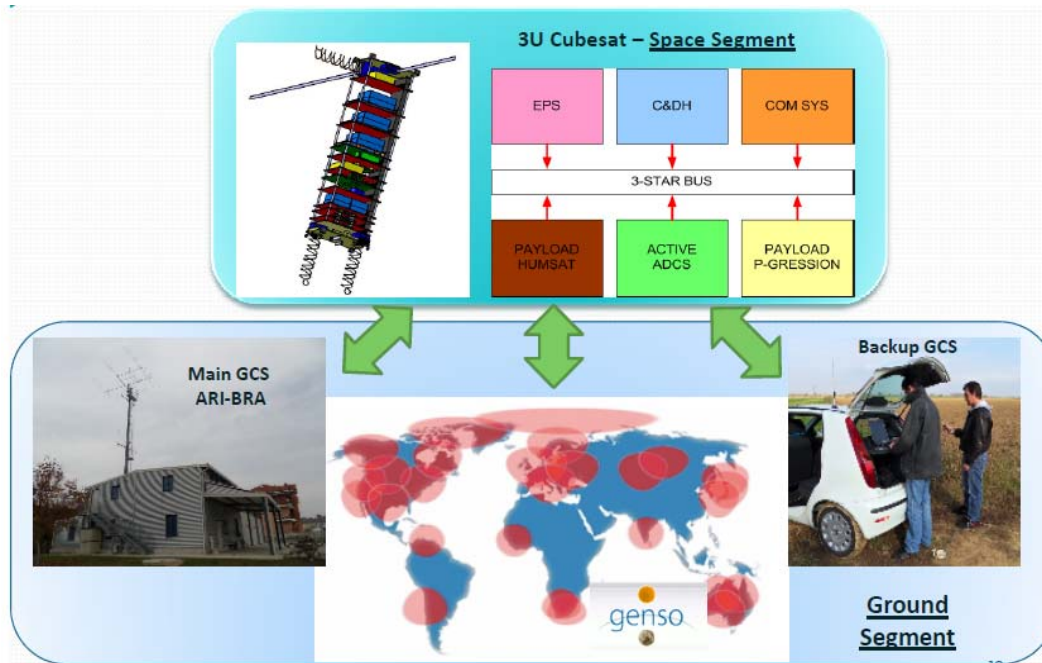 3U Cubesat – Space Segment
EPS
C&DH
COM SYS
3-STAR BUS
PAYLOAD
HUMSAT
ACTIVE
ADCS
PAYLOAD
P-GRESSION
Main GCS
ARI-BRA
Backup GCS
genso
Ground
Segment